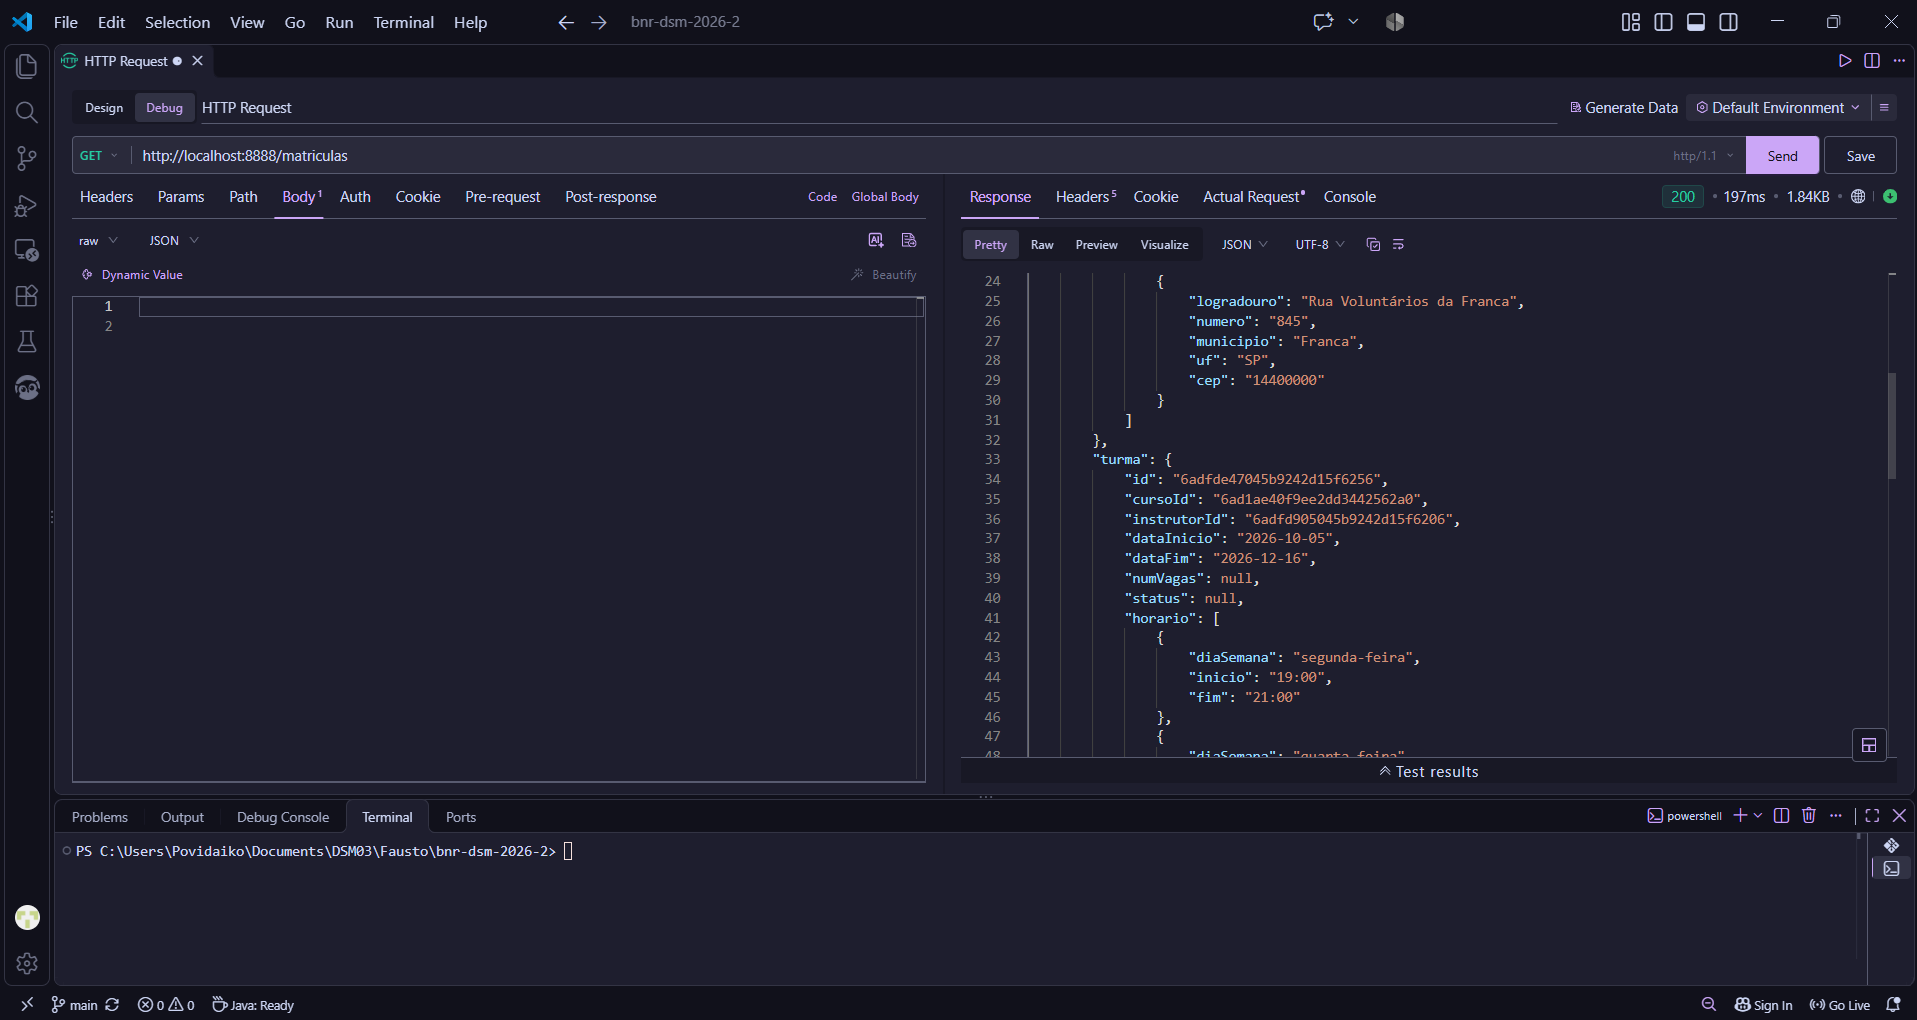 File Edit Selection View Go Run Terminal Help bnr-dsm-2026-2
HTTP Request
Design Debug HTTP Request Generate Data Default Environment
GET http://localhost:8888/matriculas http/1.1 Send Save
Headers Params Path Body 1 Auth Cookie Pre-request Post-response Code Global Body
raw JSON
Dynamic Value Beautify
1
2
Response Headers 5 Cookie Actual Request Console 200 • 197ms • 1.84KB
Pretty Raw Preview Visualize JSON UTF-8
24 {
25 "logradouro": "Rua Voluntários da Franca",
26 "numero": "845",
27 "municipio": "Franca",
28 "uf": "SP",
29 "cep": "14400000"
30 }
31 ]
32 },
33 "turma": {
34 "id": "6adfde47045b9242d15f6256",
35 "cursoId": "6ad1ae40f9ee2dd3442562a0",
36 "instrutorId": "6adfd905045b9242d15f6206",
37 "dataInicio": "2026-10-05",
38 "dataFim": "2026-12-16",
39 "numVagas": null,
40 "status": null,
41 "horario": [
42 {
43 "diaSemana": "segunda-feira",
44 "inicio": "19:00",
45 "fim": "21:00"
46 },
47 {
48 "diaSemana": "quarta-feira"
Test results
Problems Output Debug Console Terminal Ports powershell
PS C:\Users\Povidaiko\Documents\DSM03\Fausto\bnr-dsm-2026-2>
main 0 0 Java: Ready Sign In Go Live